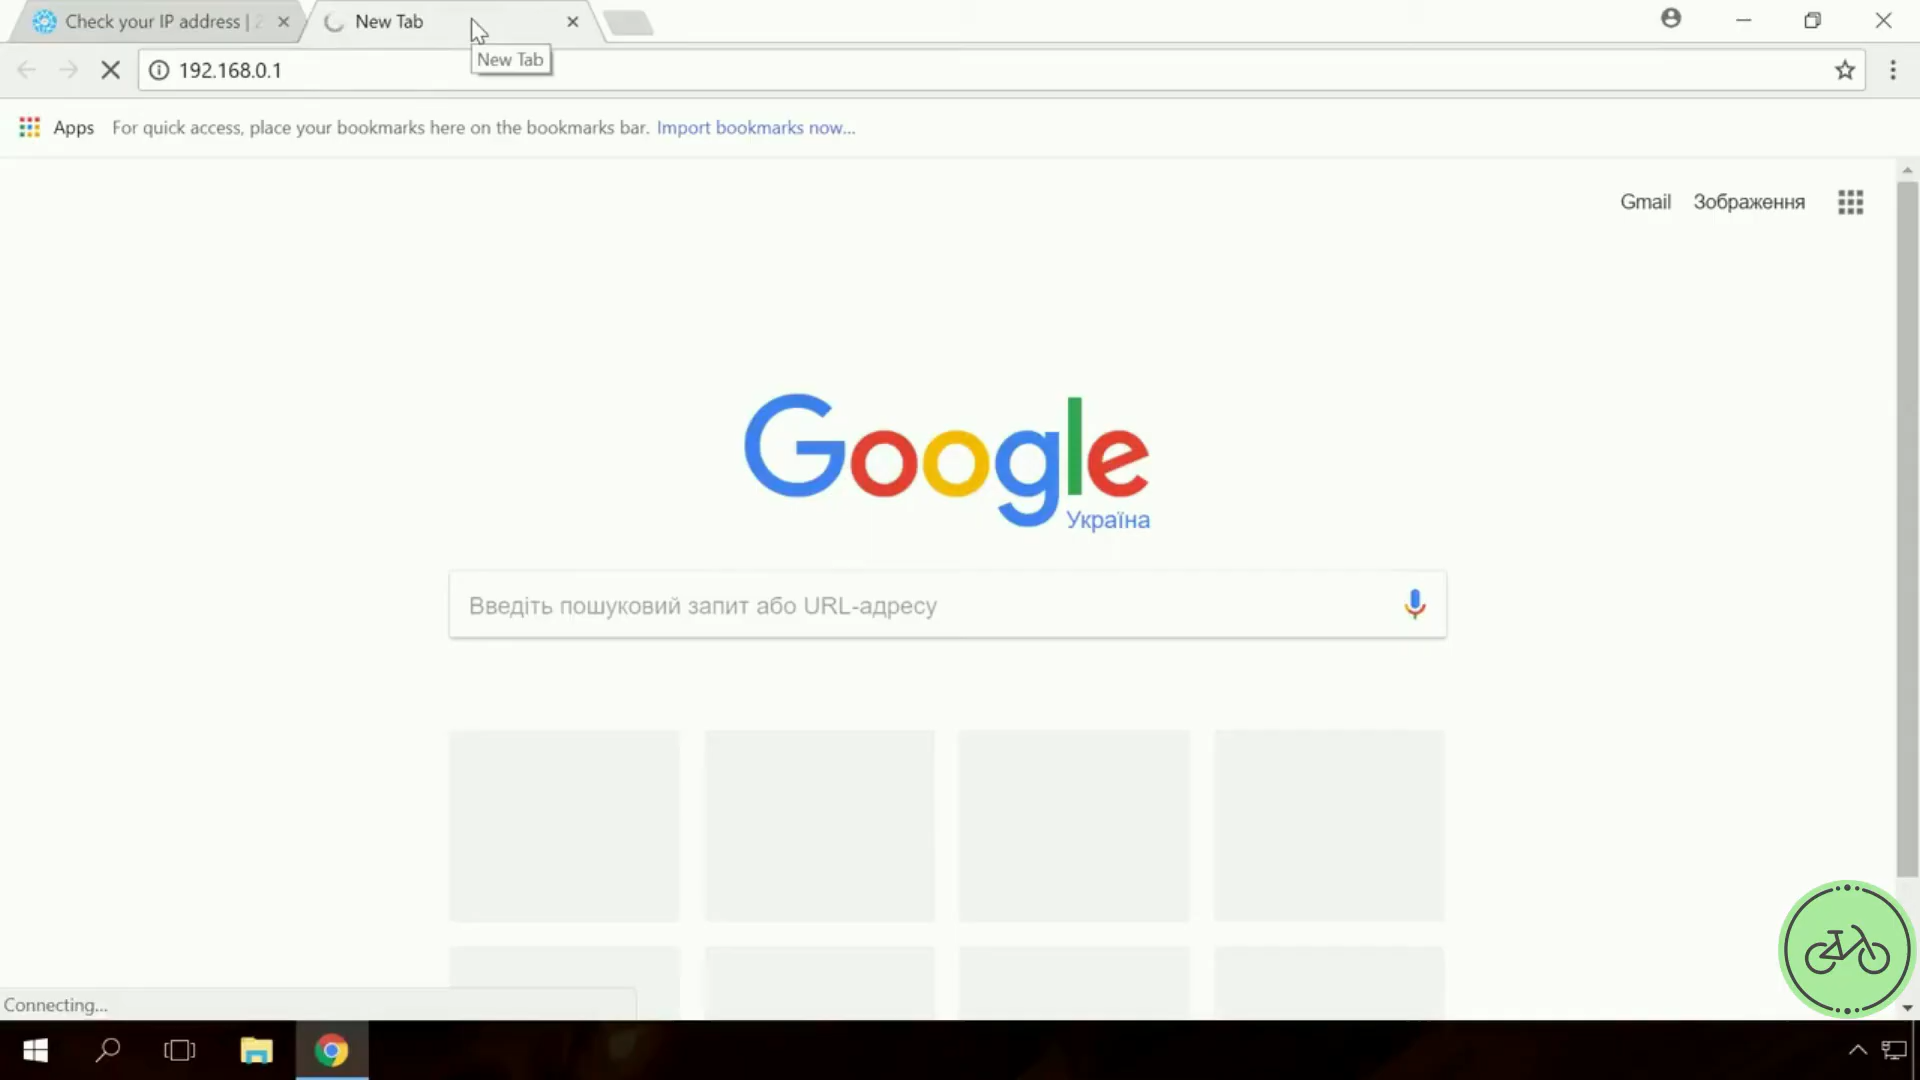 Check your IP address | 2
New Tab
New Tab
192.168.0.1
Apps For quick access, place your bookmarks here on the bookmarks bar. Import bookmarks now...
Gmail Зображення
Google
Україна
Введіть пошуковий запит або URL-адресу
Connecting...